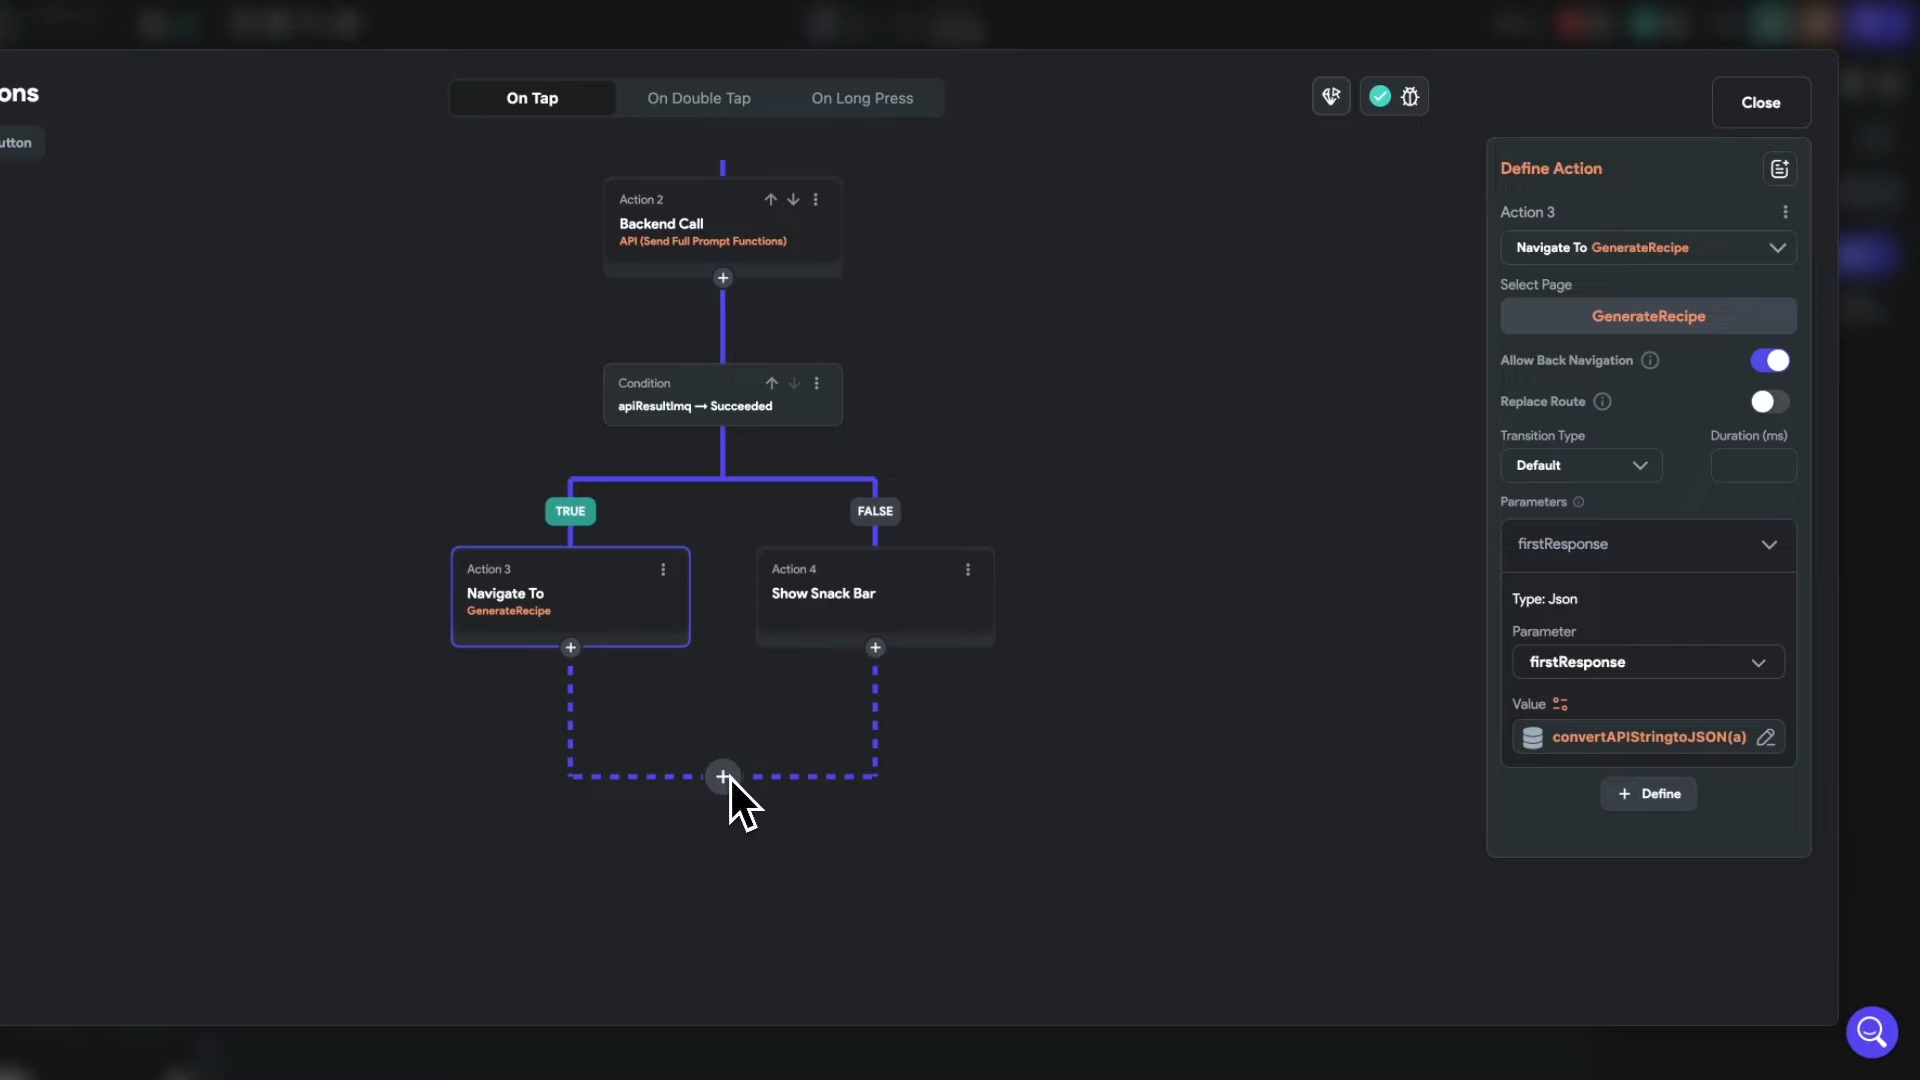 ons
On Tap
On Double Tap
On Long Press
Close
utton
Define Action
Action 3
Navigate To GenerateRecipe
Select Page
GenerateRecipe
Allow Back Navigation
Replace Route
Transition Type
Duration (ms)
Default
Parameters
firstResponse
Type: Json
Parameter
firstResponse
Value
convertAPIStringtoJSON(a)
+ Define
Action 2
Backend Call
API (Send Full Prompt Functions)
Condition
apiResultlmq → Succeeded
TRUE
FALSE
Action 3
Navigate To
GenerateRecipe
Action 4
Show Snack Bar